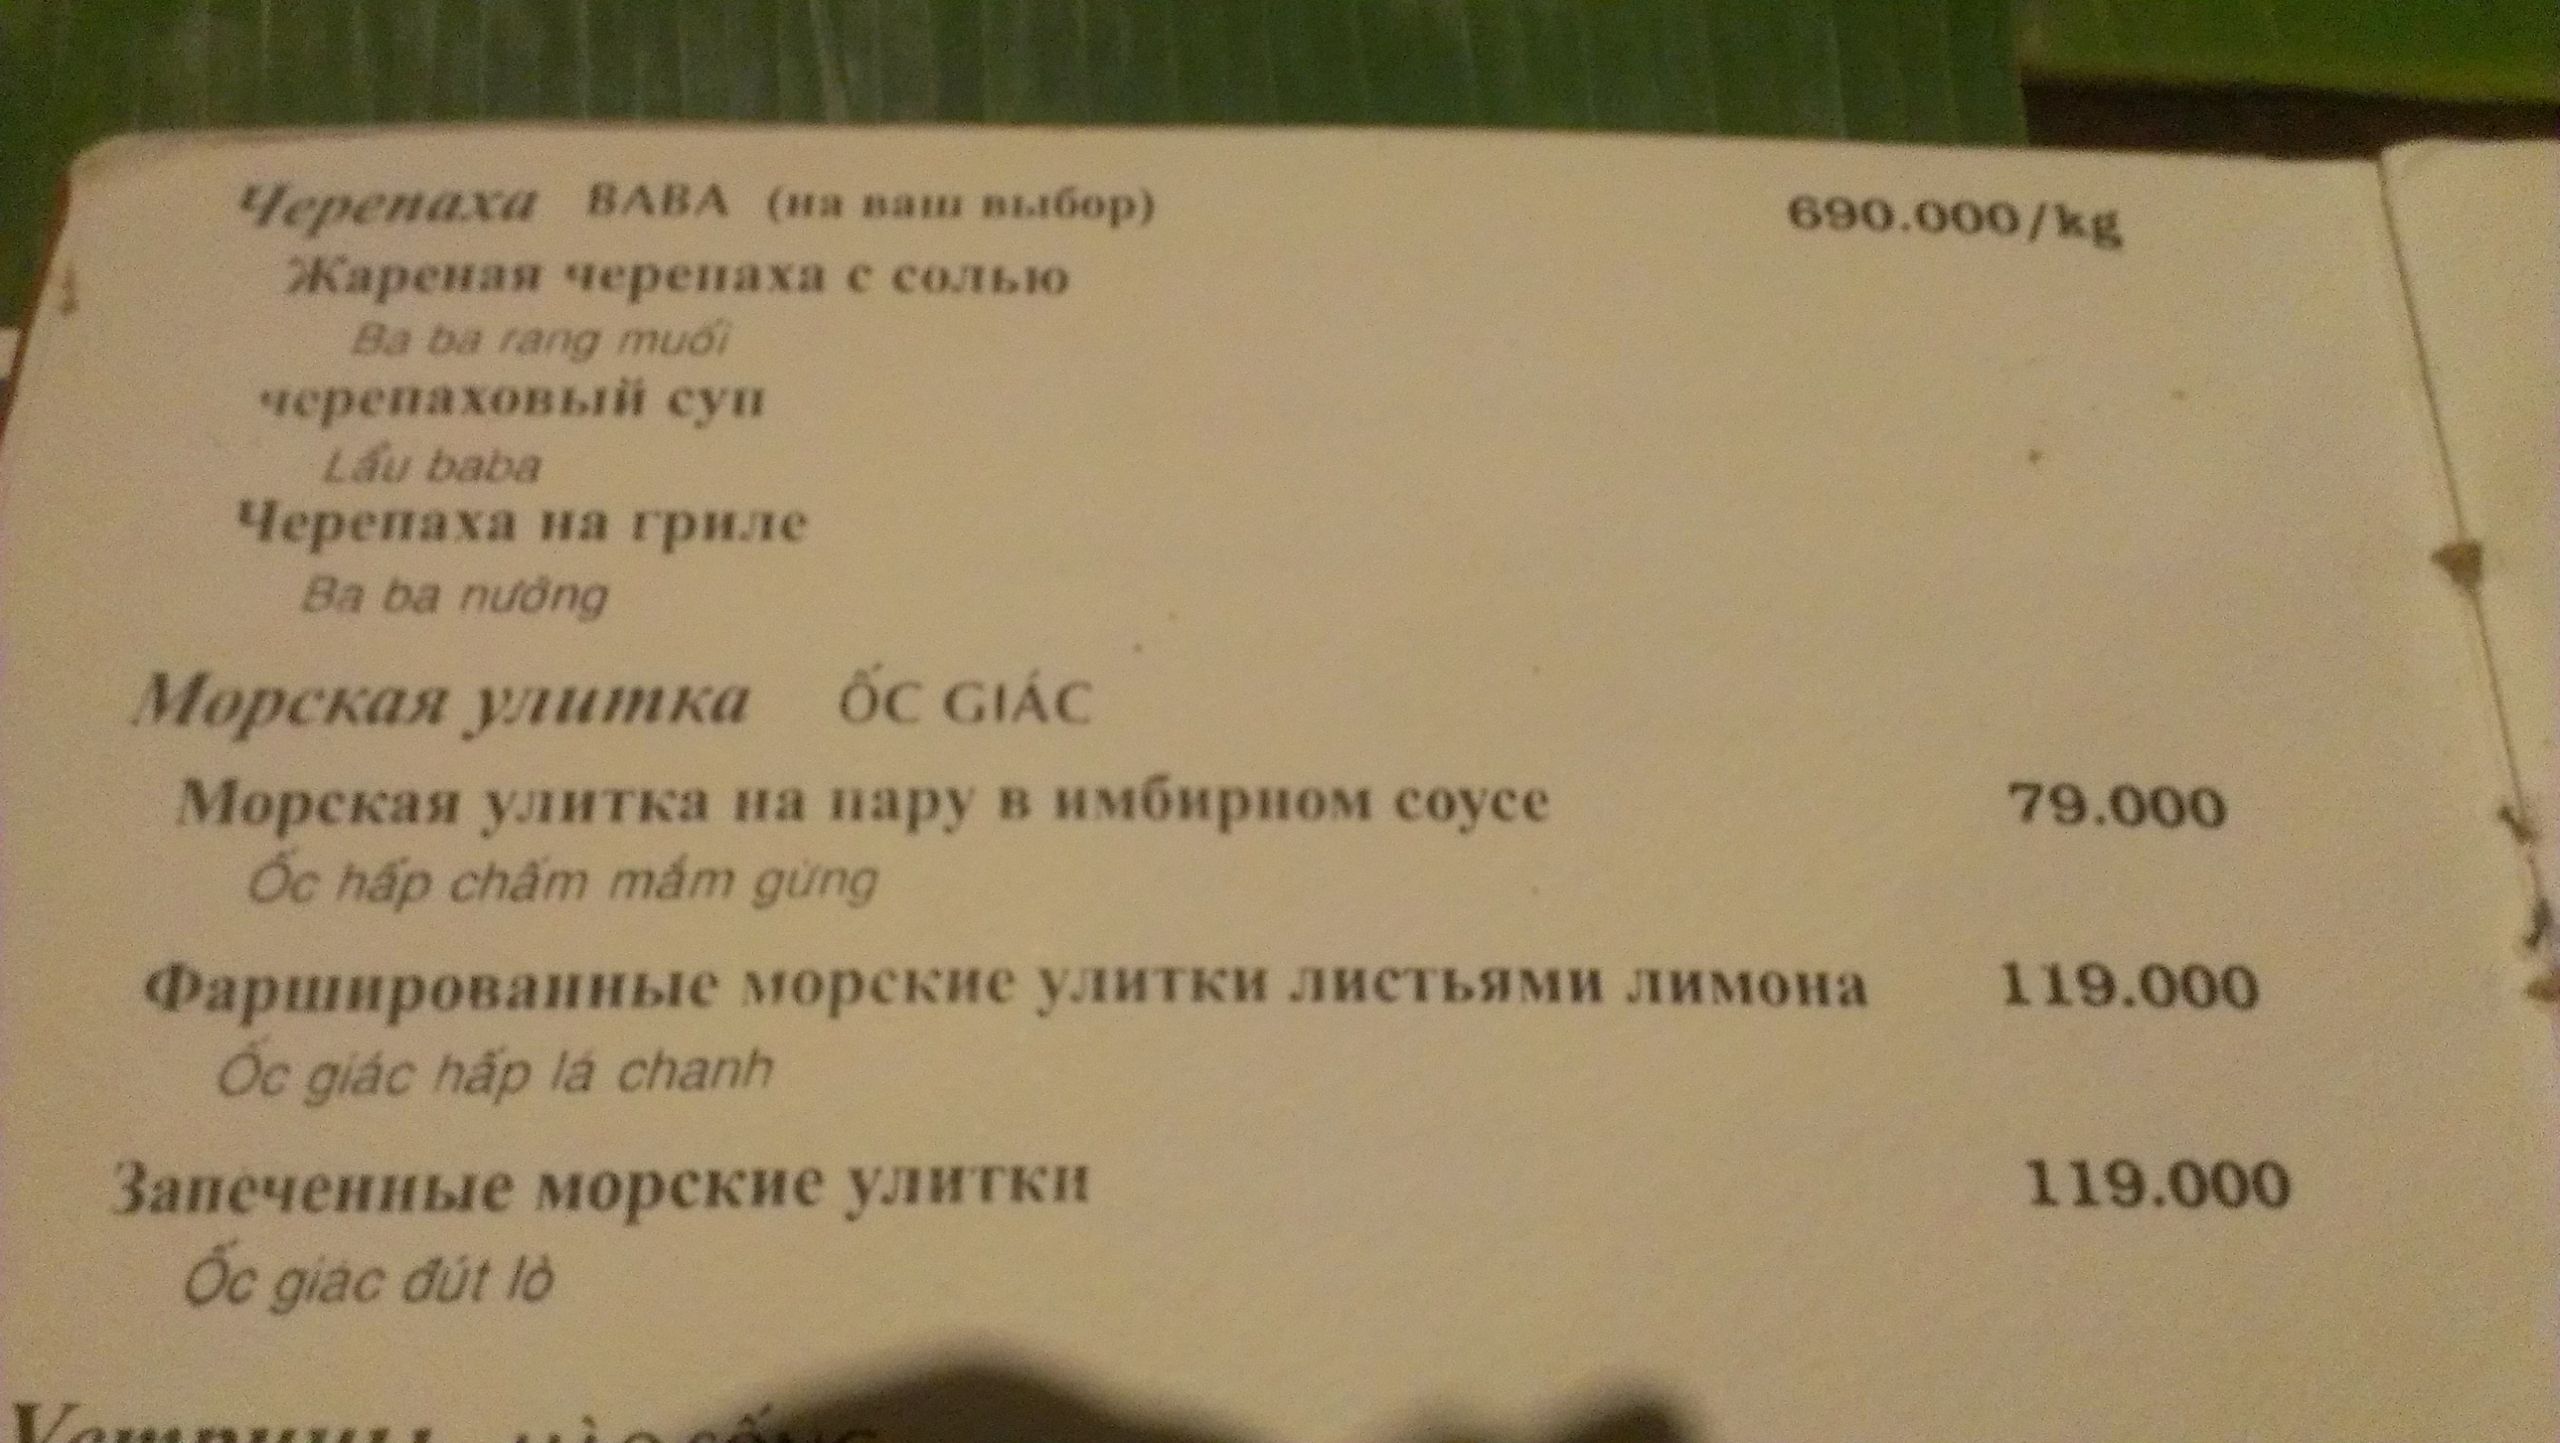 Черепаха BABA (на ваш выбор) 690.000/kg
Жареная черепаха с солью
Ba ba rang muối
черепаховый суп
Lẩu baba
Черепаха на гриле
Ba ba nướng
Морская улитка ỐC GIÁC
Морская улитка на пару в имбирном соусе 79.000
Ốc hấp chấm mắm gừng
Фаршированные морские улитки листьями лимона 119.000
Ốc giác hấp lá chanh
Запеченные морские улитки 119.000
Ốc giác đút lò
Устрицы